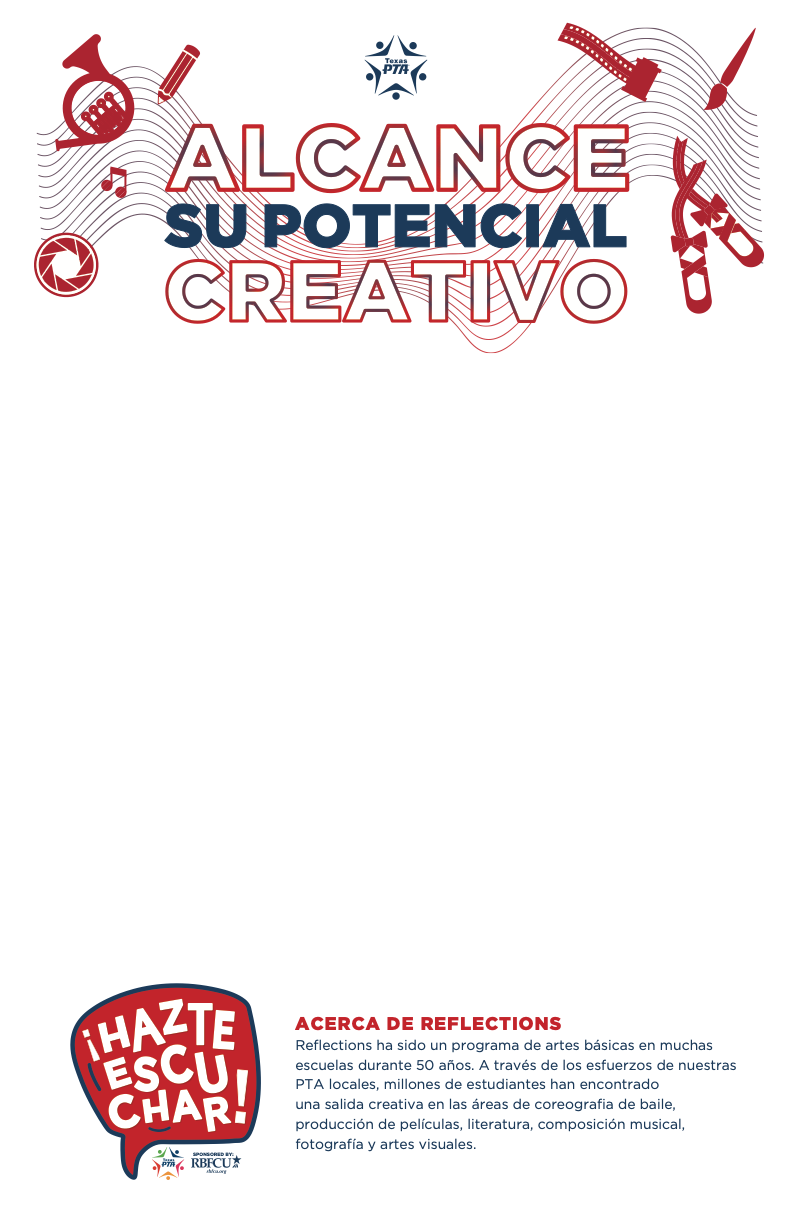 Texas
PTA
ALCANCE
SU POTENCIAL
CREATIVO
¡HAZTE
ESCU
CHAR!
Texas
PTA
SPONSORED BY:
RBFCU
rbfcu.org
ACERCA DE REFLECTIONS
Reflections ha sido un programa de artes básicas en muchas
escuelas durante 50 años. A través de los esfuerzos de nuestras
PTA locales, millones de estudiantes han encontrado
una salida creativa en las áreas de coreografia de baile,
producción de películas, literatura, composición musical,
fotografía y artes visuales.